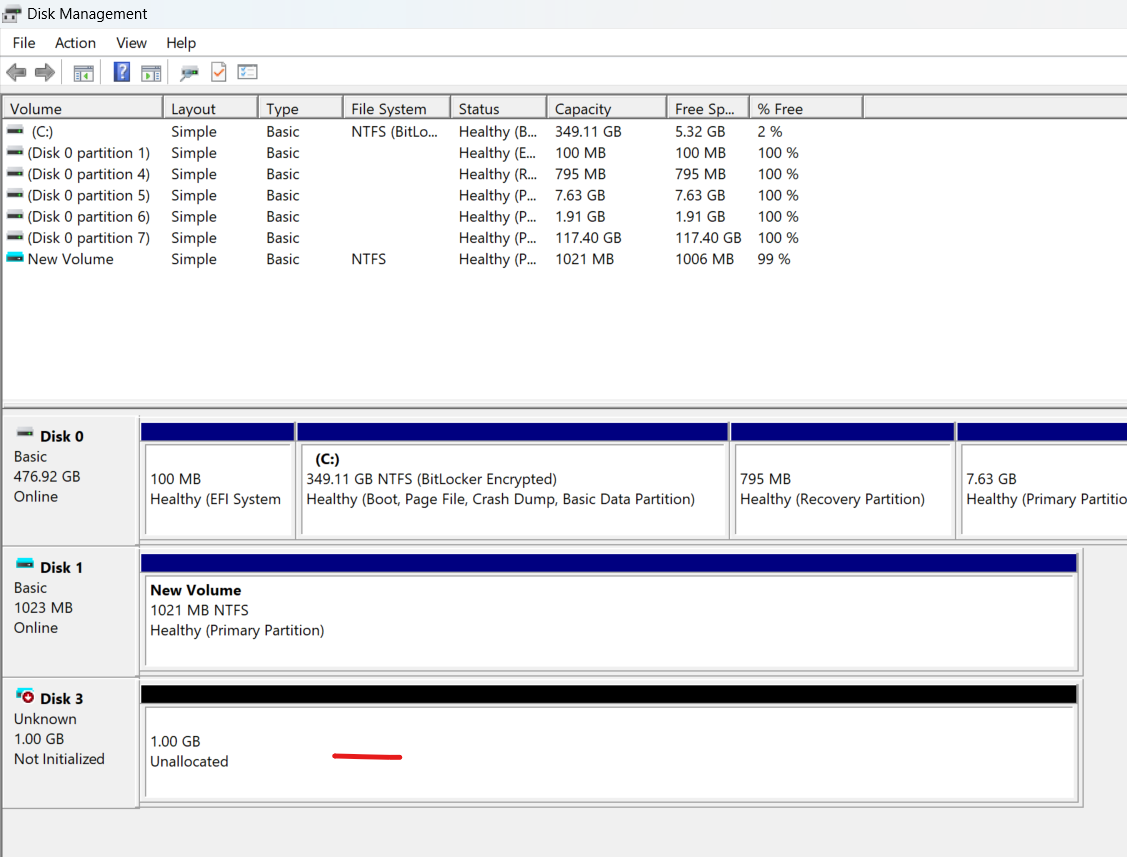 Disk Management
File Action View Help
Volume Layout Type File System Status Capacity Free Sp... % Free
(C:) Simple Basic NTFS (BitLo... Healthy (B... 349.11 GB 5.32 GB 2 %
(Disk 0 partition 1) Simple Basic Healthy (E... 100 MB 100 MB 100 %
(Disk 0 partition 4) Simple Basic Healthy (R... 795 MB 795 MB 100 %
(Disk 0 partition 5) Simple Basic Healthy (P... 7.63 GB 7.63 GB 100 %
(Disk 0 partition 6) Simple Basic Healthy (P... 1.91 GB 1.91 GB 100 %
(Disk 0 partition 7) Simple Basic Healthy (P... 117.40 GB 117.40 GB 100 %
New Volume Simple Basic NTFS Healthy (P... 1021 MB 1006 MB 99 %
Disk 0
Basic
476.92 GB
Online
100 MB
Healthy (EFI System
(C:)
349.11 GB NTFS (BitLocker Encrypted)
Healthy (Boot, Page File, Crash Dump, Basic Data Partition)
795 MB
Healthy (Recovery Partition)
7.63 GB
Healthy (Primary Partitio
Disk 1
Basic
1023 MB
Online
New Volume
1021 MB NTFS
Healthy (Primary Partition)
Disk 3
Unknown
1.00 GB
Not Initialized
1.00 GB
Unallocated